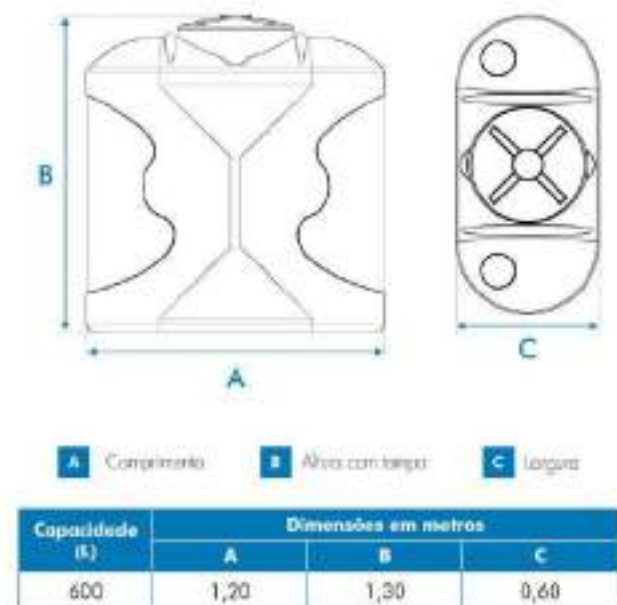 B
A
C
A Comprimento
B Altura com tampa
C Largura
Capacidade (L) Dimensões em metros
A B C
600 1,20 1,30 0,60